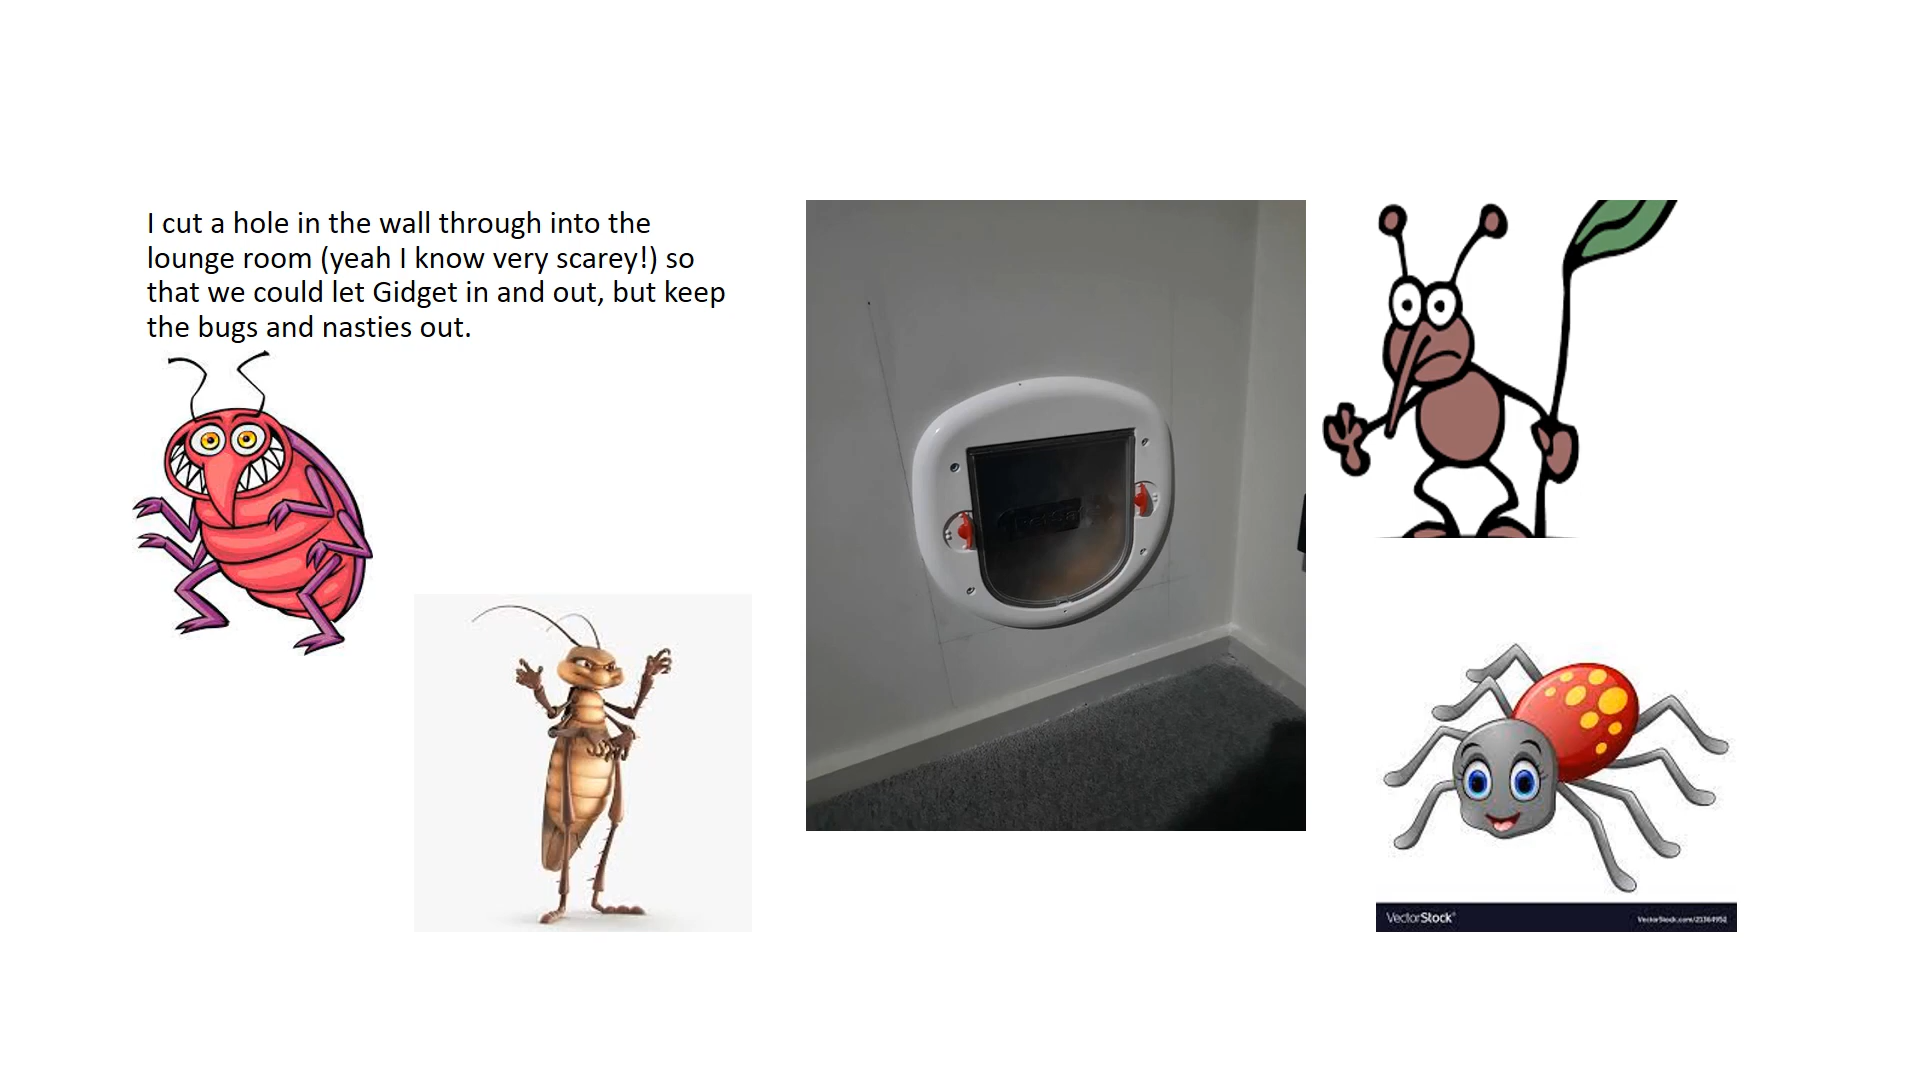 I cut a hole in the wall through into the
lounge room (yeah I know very scarey!) so
that we could let Gidget in and out, but keep
the bugs and nasties out.
VectorStock®
VectorStock.com/21364952